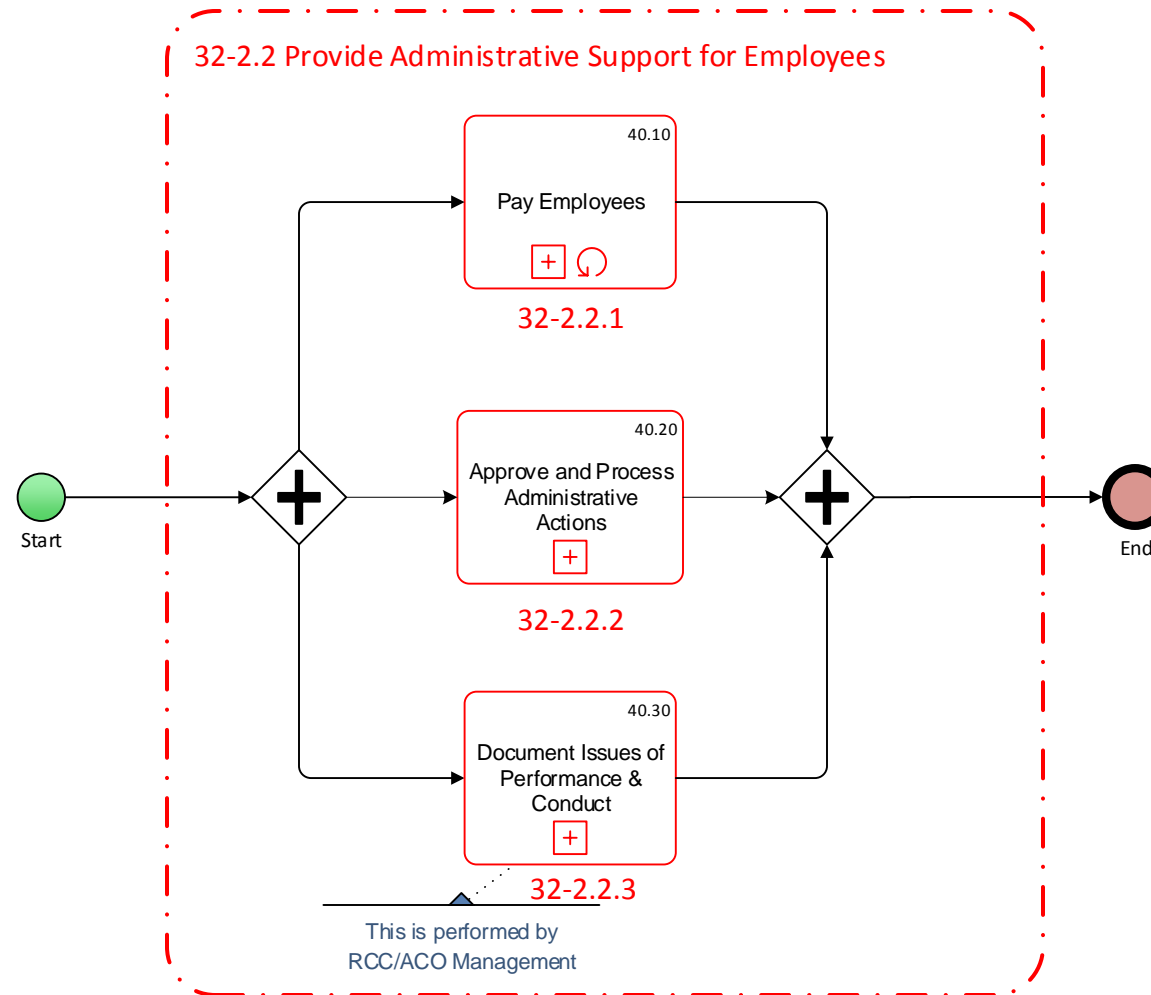 32-2.2 Provide Administrative Support for Employees
40.10
Pay Employees
32-2.2.1
40.20
Approve and Process
Administrative
Actions
32-2.2.2
Start
End
40.30
Document Issues of
Performance &
Conduct
32-2.2.3
This is performed by
RCC/ACO Management